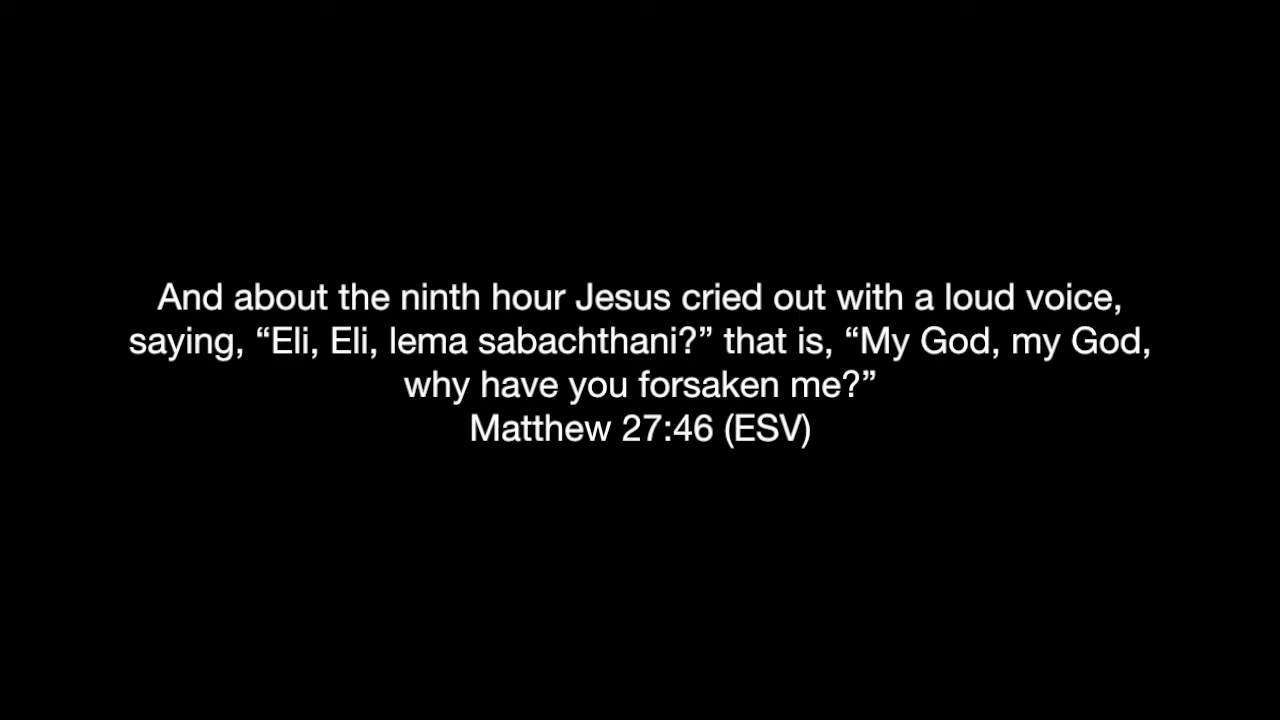 And about the ninth hour Jesus cried out with a loud voice,
saying, “Eli, Eli, lema sabachthani?” that is, “My God, my God,
why have you forsaken me?”
Matthew 27:46 (ESV)